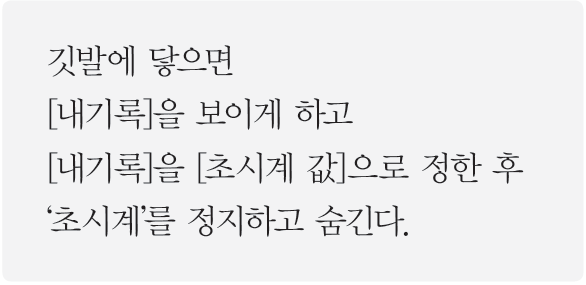 깃발에 닿으면
[내기록]을 보이게 하고
[내기록]을 [초시계 값]으로 정한 후
‘초시계’를 정지하고 숨긴다.